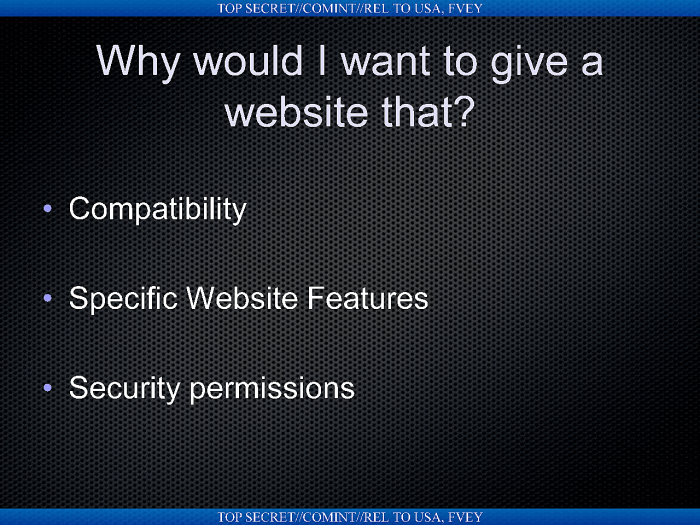 TOP SECRET//COMINT//REL TO USA, FVEY
Why would I want to give a
website that?
• Compatibility
• Specific Website Features
• Security permissions
TOP SECRET//COMINT//REL TO USA, FVEY